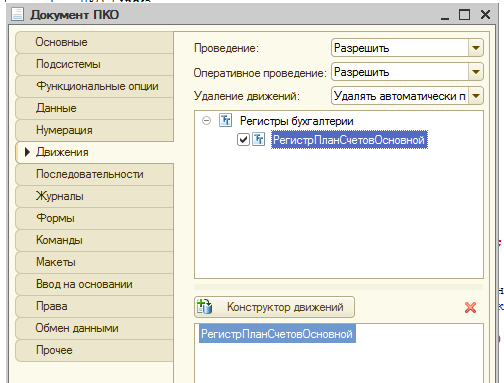 Документ ПКО
Основные
Подсистемы
Функциональные опции
Данные
Нумерация
Движения
Последовательности
Журналы
Формы
Команды
Макеты
Ввод на основании
Права
Обмен данными
Прочее
Проведение: Разрешить
Оперативное проведение: Разрешить
Удаление движений: Удалять автоматически п
Регистры бухгалтерии
РегистрПланСчетовОсновной
Конструктор движений
РегистрПланСчетовОсновной